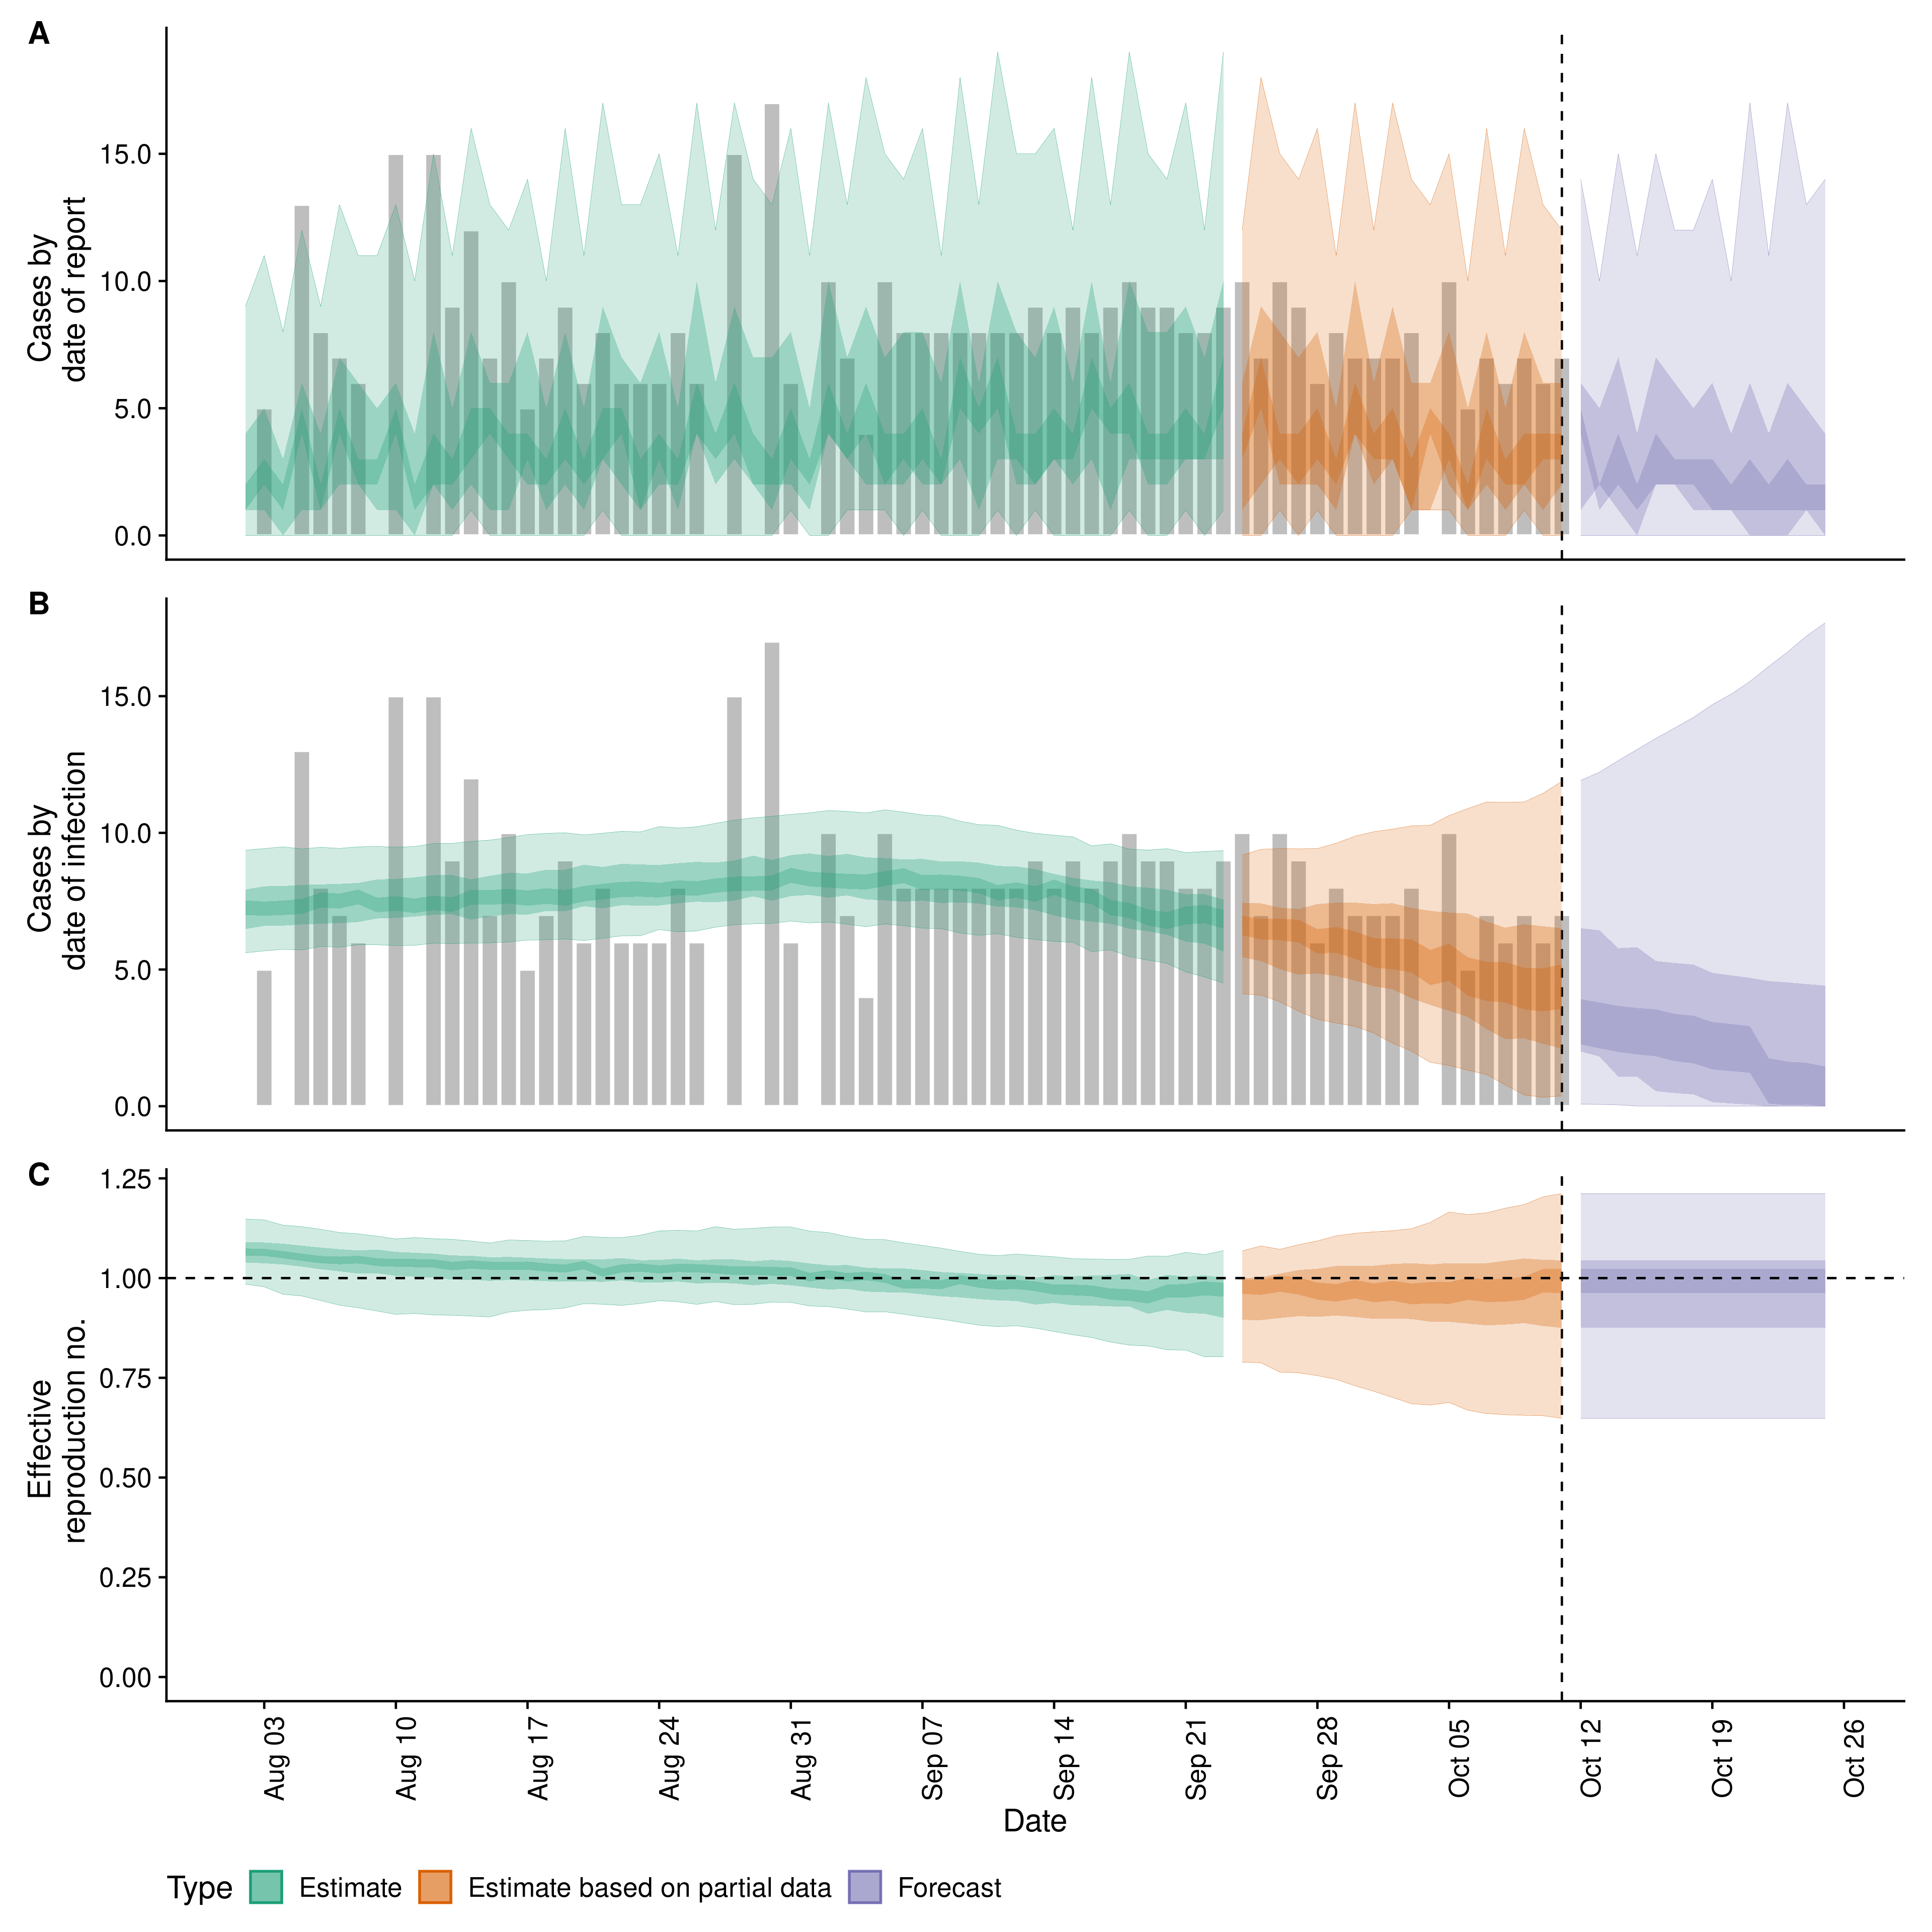 A
Cases by
date of report
15.0
10.0
5.0
0.0
B
Cases by
date of infection
15.0
10.0
5.0
0.0
C
Effective
reproduction no.
1.25
1.00
0.75
0.50
0.25
0.00
Aug 03
Aug 10
Aug 17
Aug 24
Aug 31
Sep 07
Sep 14
Sep 21
Sep 28
Oct 05
Oct 12
Oct 19
Oct 26
Date
Type
Estimate
Estimate based on partial data
Forecast